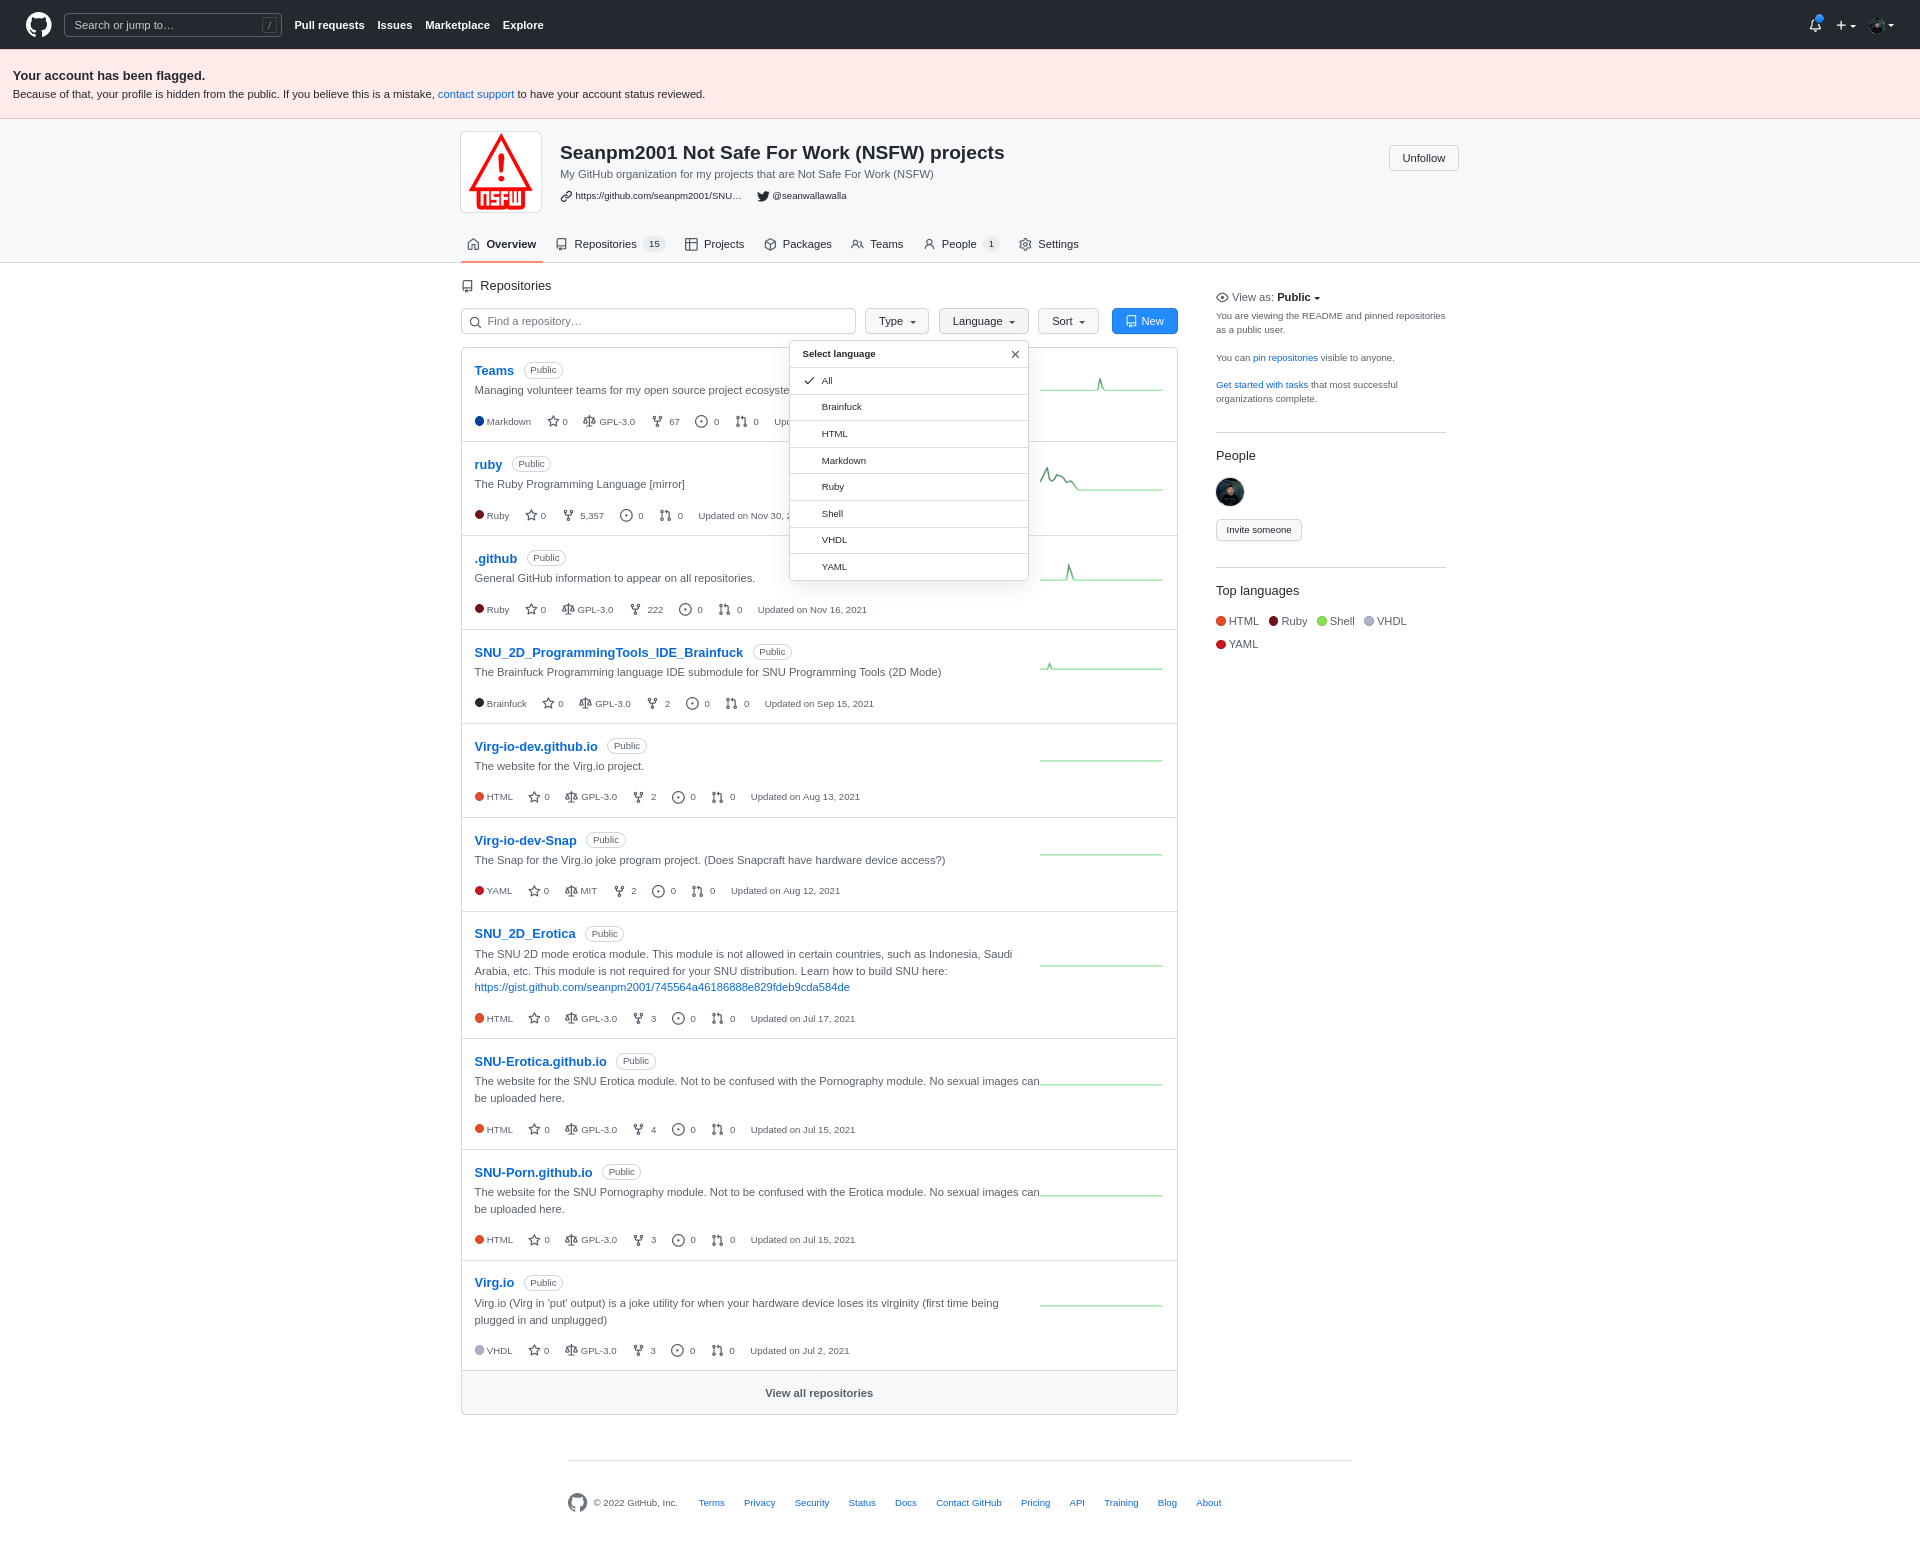 Search or jump to… /
Pull requests Issues Marketplace Explore
Your account has been flagged.
Because of that, your profile is hidden from the public. If you believe this is a mistake, contact support to have your account status reviewed.
NSFW
Seanpm2001 Not Safe For Work (NSFW) projects
My GitHub organization for my projects that are Not Safe For Work (NSFW)
https://github.com/seanpm2001/SNU… @seanwallawalla
Unfollow
Overview Repositories 15 Projects Packages Teams People 1 Settings
Repositories
Find a repository… Type Language Sort New
Select language
All
Brainfuck
HTML
Markdown
Ruby
Shell
VHDL
YAML
Teams Public
Managing volunteer teams for my open source project ecosyste
Markdown 0 GPL-3.0 67 0 0 Upd
ruby Public
The Ruby Programming Language [mirror]
Ruby 0 5,357 0 0 Updated on Nov 30, 2
.github Public
General GitHub information to appear on all repositories.
Ruby 0 GPL-3.0 222 0 0 Updated on Nov 16, 2021
SNU_2D_ProgrammingTools_IDE_Brainfuck Public
The Brainfuck Programming language IDE submodule for SNU Programming Tools (2D Mode)
Brainfuck 0 GPL-3.0 2 0 0 Updated on Sep 15, 2021
Virg-io-dev.github.io Public
The website for the Virg.io project.
HTML 0 GPL-3.0 2 0 0 Updated on Aug 13, 2021
Virg-io-dev-Snap Public
The Snap for the Virg.io joke program project. (Does Snapcraft have hardware device access?)
YAML 0 MIT 2 0 0 Updated on Aug 12, 2021
SNU_2D_Erotica Public
The SNU 2D mode erotica module. This module is not allowed in certain countries, such as Indonesia, Saudi
Arabia, etc. This module is not required for your SNU distribution. Learn how to build SNU here:
https://gist.github.com/seanpm2001/745564a46186888e829fdeb9cda584de
HTML 0 GPL-3.0 3 0 0 Updated on Jul 17, 2021
SNU-Erotica.github.io Public
The website for the SNU Erotica module. Not to be confused with the Pornography module. No sexual images can
be uploaded here.
HTML 0 GPL-3.0 4 0 0 Updated on Jul 15, 2021
SNU-Porn.github.io Public
The website for the SNU Pornography module. Not to be confused with the Erotica module. No sexual images can
be uploaded here.
HTML 0 GPL-3.0 3 0 0 Updated on Jul 15, 2021
Virg.io Public
Virg.io (Virg in 'put' output) is a joke utility for when your hardware device loses its virginity (first time being
plugged in and unplugged)
VHDL 0 GPL-3.0 3 0 0 Updated on Jul 2, 2021
View all repositories
View as: Public
You are viewing the README and pinned repositories
as a public user.
You can pin repositories visible to anyone.
Get started with tasks that most successful
organizations complete.
People
Invite someone
Top languages
HTML Ruby Shell VHDL
YAML
© 2022 GitHub, Inc. Terms Privacy Security Status Docs Contact GitHub Pricing API Training Blog About